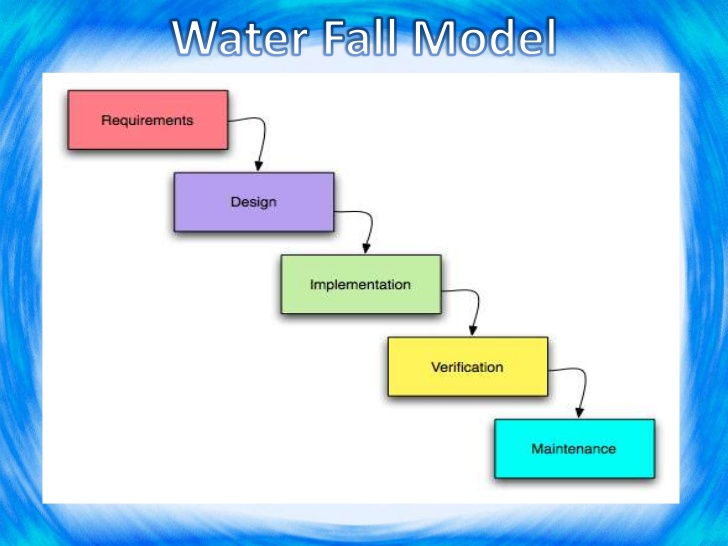 Water Fall Model
Requirements
Design
Implementation
Verification
Maintenance